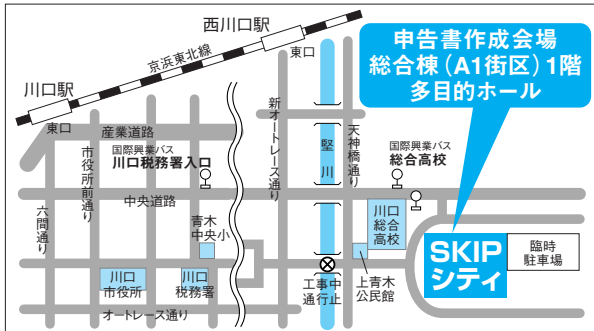 西川口駅
東口
京浜東北線
川口駅
東口
申告書作成会場
総合棟(A1街区)1階
多目的ホール
産業道路
国際興業バス
川口税務署入口
新オートレース通り
竪川
天神橋通り
国際興業バス
総合高校
市役所前通り
中央道路
六間通り
青木
中央小
川口
総合
高校
川口
市役所
川口
税務署
工事中
通行止
上青木
公民館
SKIP
シティ
臨時
駐車場
オートレース通り